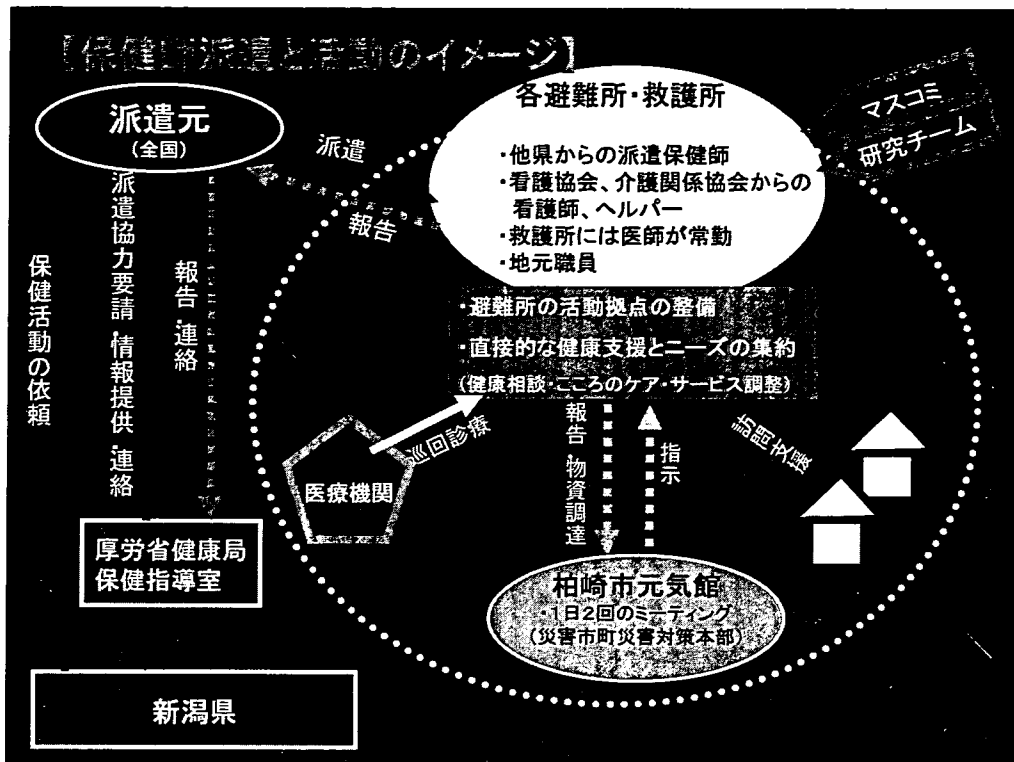 【保健師派遣と活動のイメージ】
派遣元
(全国)
派遣
報告
各避難所・救護所
・他県からの派遣保健師
・看護協会、介護関係協会からの
看護師、ヘルパー
・救護所には医師が常勤
・地元職員
マスコミ
研究チーム
・避難所の活動拠点の整備
・直接的な健康支援とニーズの集約
(健康相談・こころのケア・サービス調整)
保健活動の依頼
派遣協力要請・情報提供・連絡
報告・連絡
医療機関
巡回診療
報告・物資調達
指示
訪問支援
厚労省健康局
保健指導室
柏崎市元気館
・1日2回のミーティング
(災害市町災害対策本部)
新潟県